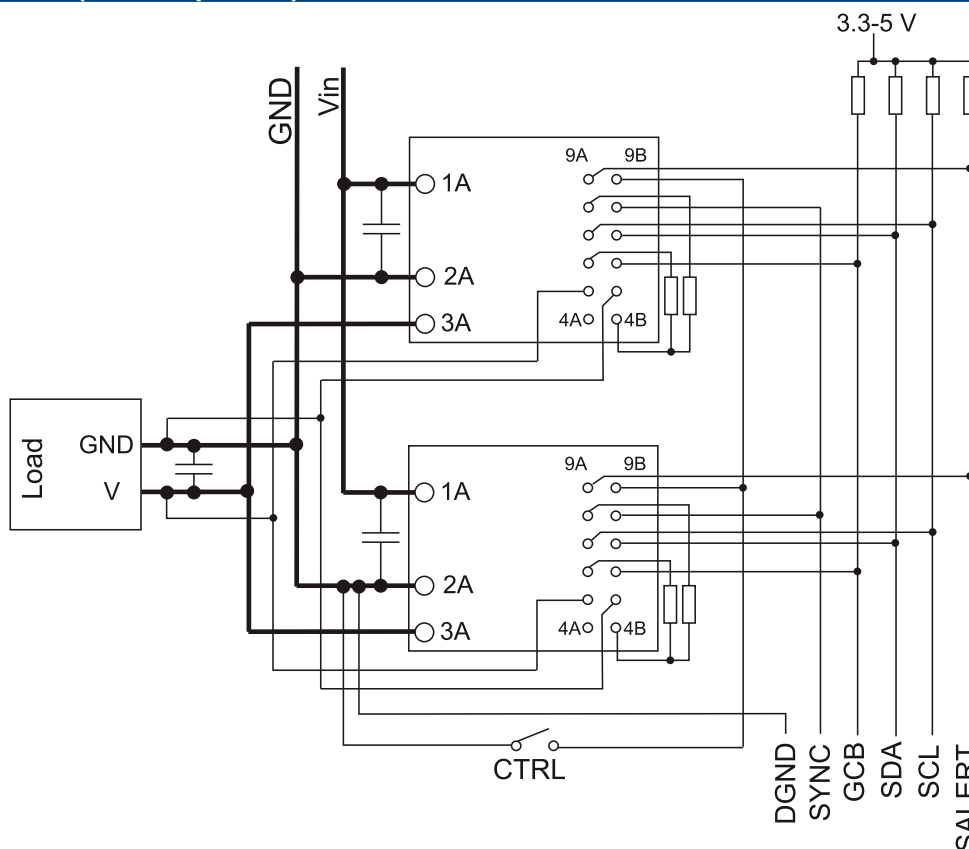 3.3-5 V
GND
Vin
9A 9B
1A
2A
3A
4A 4B
Load
GND
V
9A 9B
1A
2A
3A
4A 4B
CTRL
DGND
SYNC
GCB
SDA
SCL
SALERT